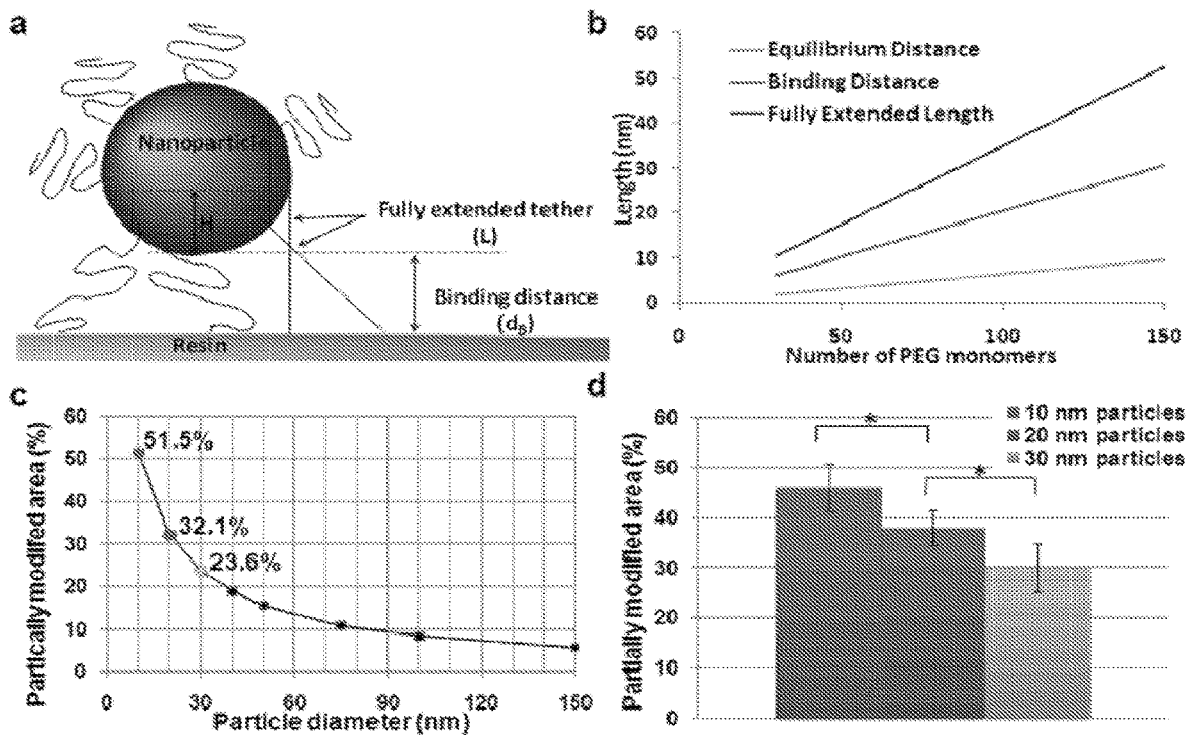 a
Nanoparticle
H
Fully extended tether
(L)
Binding distance
(dB)
Resin
b
60
50
40
30
20
10
0
Length (nm)
Equilibrium Distance
Binding Distance
Fully Extended Length
0
50
100
150
Number of PEG monomers
c
60
50
40
30
20
10
0
Partically modifed area (%)
51.5%
32.1%
23.6%
0
30
60
90
120
150
Particle diameter (nm)
d
60
50
40
30
20
10
0
Partially modified area (%)
*
*
10 nm particles
20 nm particles
30 nm particles